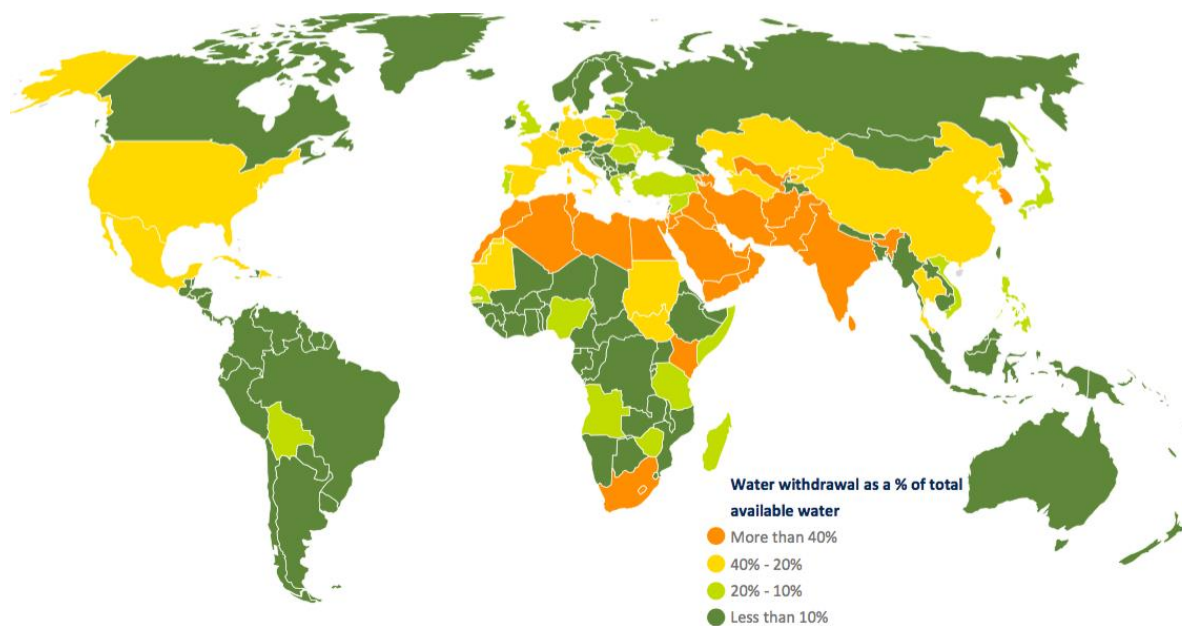 Water withdrawal as a % of total
available water
More than 40%
40% - 20%
20% - 10%
Less than 10%